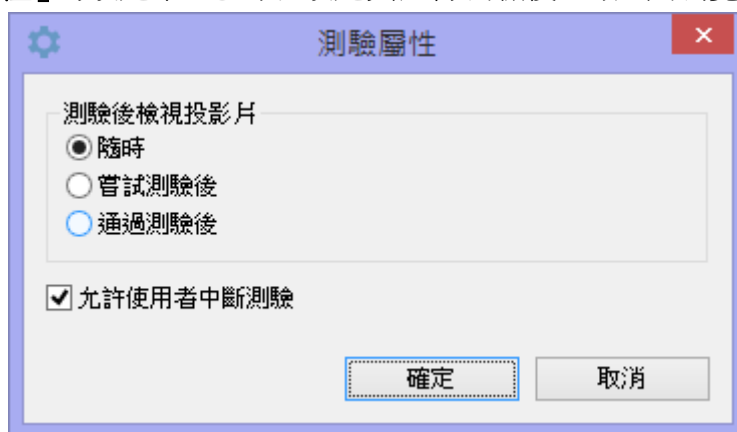 測驗屬性
測驗後檢視投影片
隨時
嘗試測驗後
通過測驗後
允許使用者中斷測驗
確定
取消